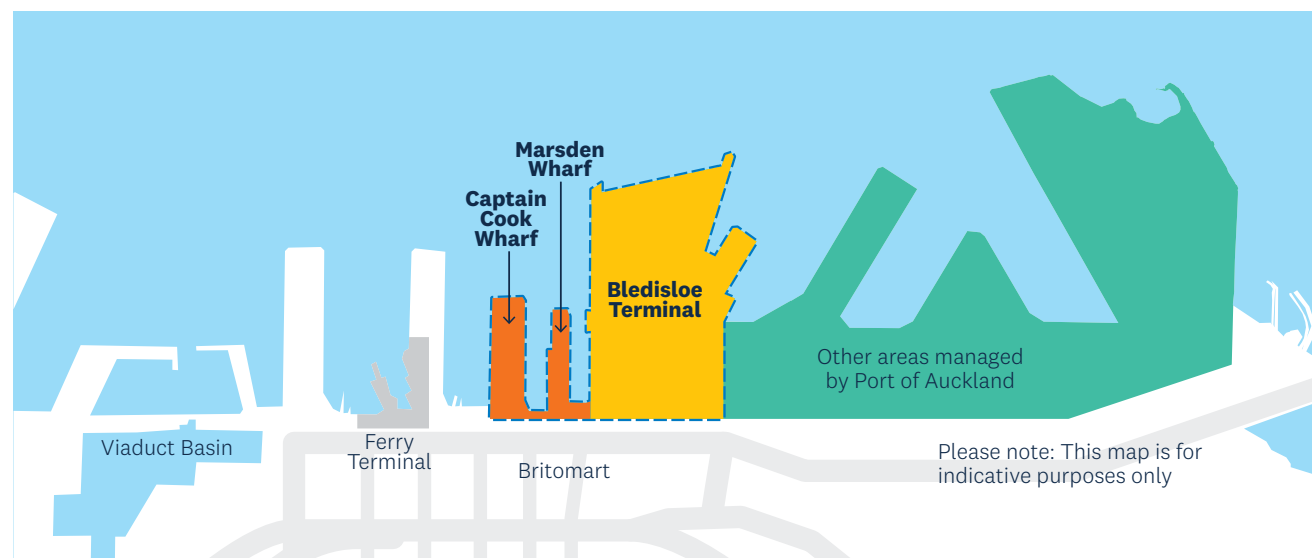 Marsden
Wharf
Captain
Cook
Wharf
Bledisloe
Terminal
Other areas managed
by Port of Auckland
Viaduct Basin
Ferry
Terminal
Britomart
Please note: This map is for
indicative purposes only